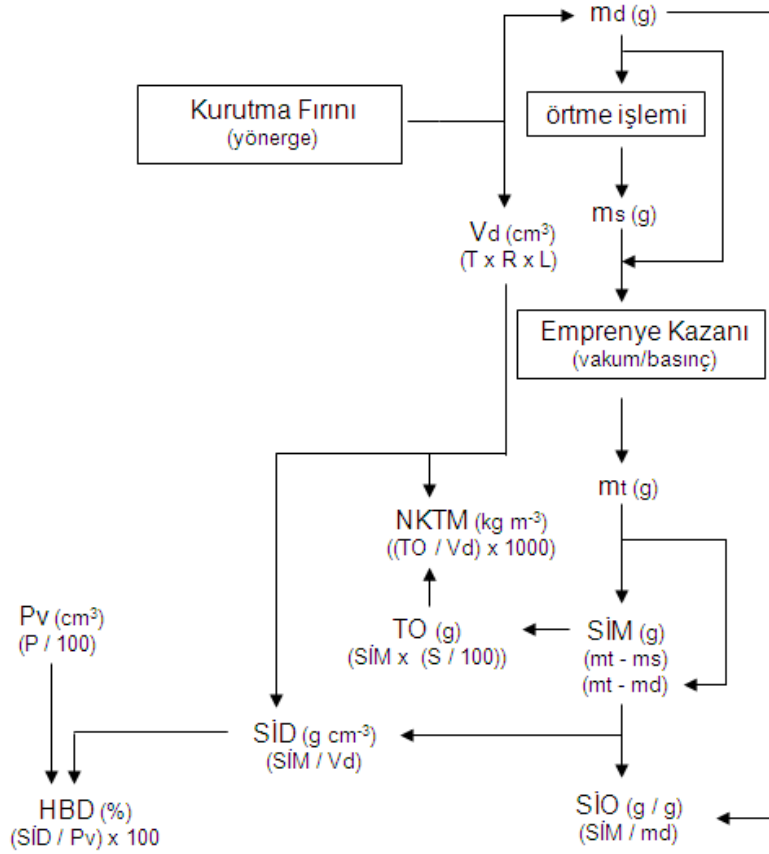 md (g)
Kurutma Fırını
(yönerge)
örtme işlemi
ms (g)
Vd (cm³)
(T x R x L)
Emprenye Kazanı
(vakum/basınç)
mt (g)
NKTM (kg m⁻³)
((TO / Vd) x 1000)
Pv (cm³)
(P / 100)
TO (g)
(SİM x (S / 100))
SİM (g)
(mt - ms)
(mt - md)
SİD (g cm⁻³)
(SİM / Vd)
HBD (%)
(SİD / Pv) x 100
SIO (g / g)
(SİM / md)